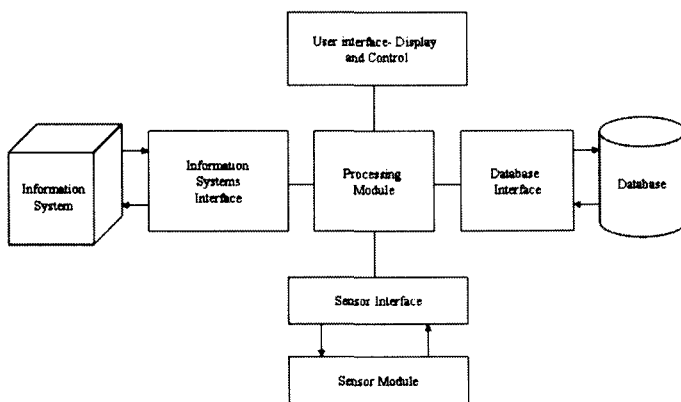 User interface- Display
and Control
Information
System
Information
Systems
Interface
Processing
Module
Database
Interface
Database
Sensor Interface
Sensor Module